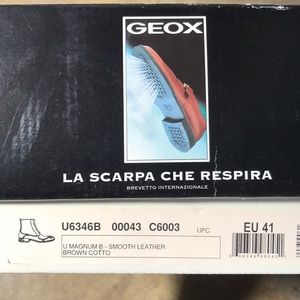 GEOX
LA SCARPA CHE RESPIRA
BREVETTO INTERNAZIONALE
U6346B 00043 C6003 UPC EU 41
U MAGNUM B - SMOOTH LEATHER
BROWN COTTO